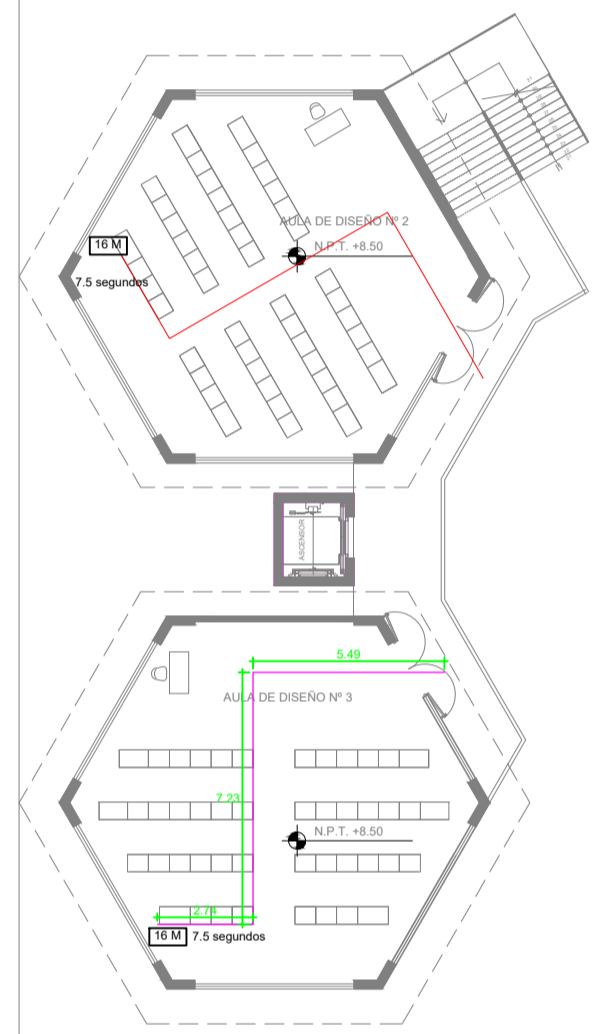 AULA DE DISEÑO Nº 2
16 M
N.P.T. +8.50
7.5 segundos
ASCENSOR
5.49
AULA DE DISEÑO Nº 3
7.23
N.P.T. +8.50
2.74
16 M 7.5 segundos